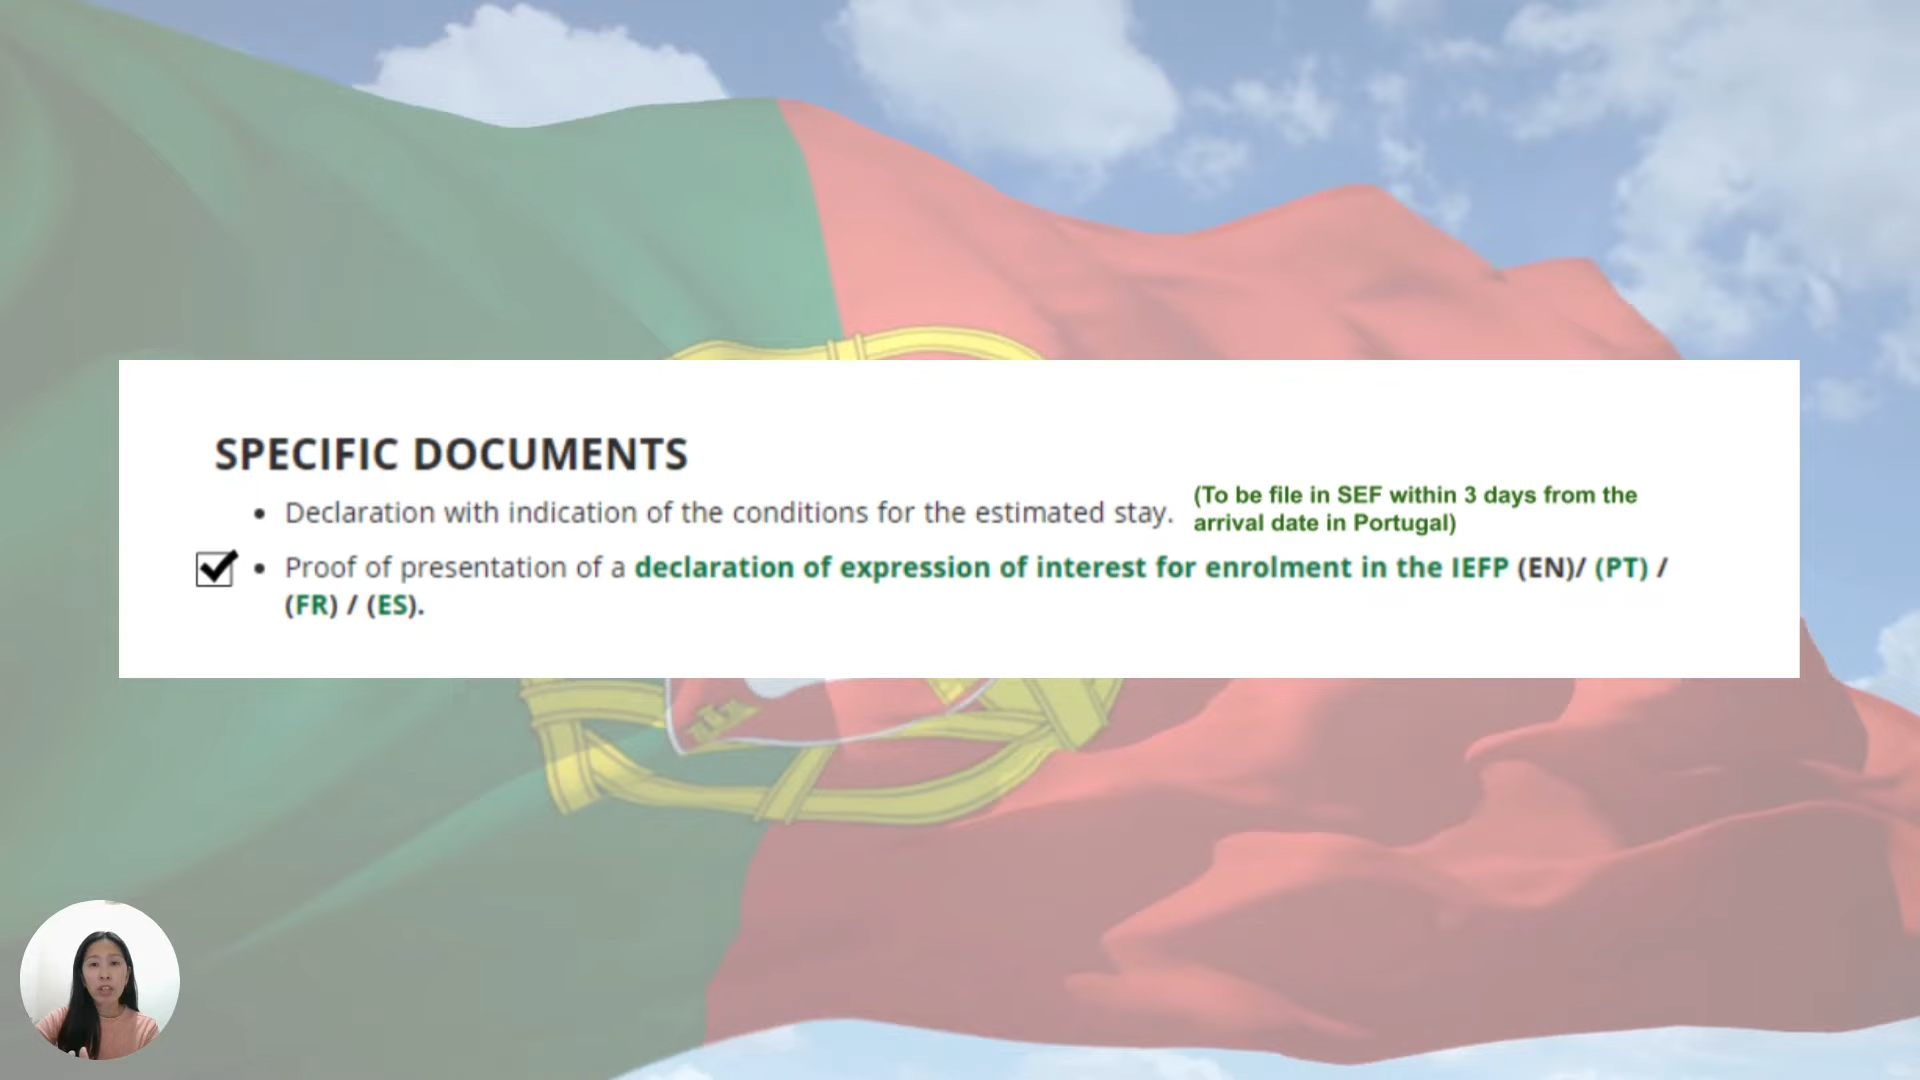 SPECIFIC DOCUMENTS
• Declaration with indication of the conditions for the estimated stay.
(To be file in SEF within 3 days from the
arrival date in Portugal)
• Proof of presentation of a declaration of expression of interest for enrolment in the IEFP (EN)/ (PT) /
(FR) / (ES).